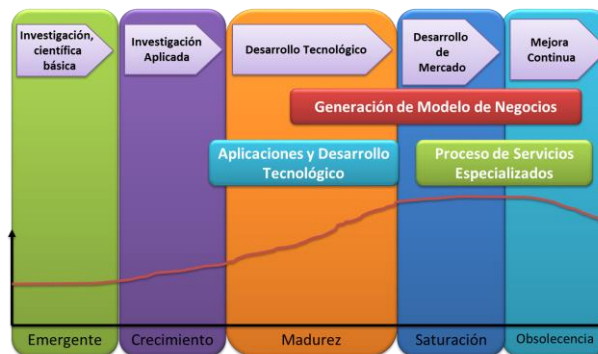 Investigación,
científica
básica
Investigación
Aplicada
Desarrollo Tecnológico
Desarrollo
de
Mercado
Mejora
Continua
Generación de Modelo de Negocios
Aplicaciones y Desarrollo
Tecnológico
Proceso de Servicios
Especializados
Emergente
Crecimiento
Madurez
Saturación
Obsolecencia